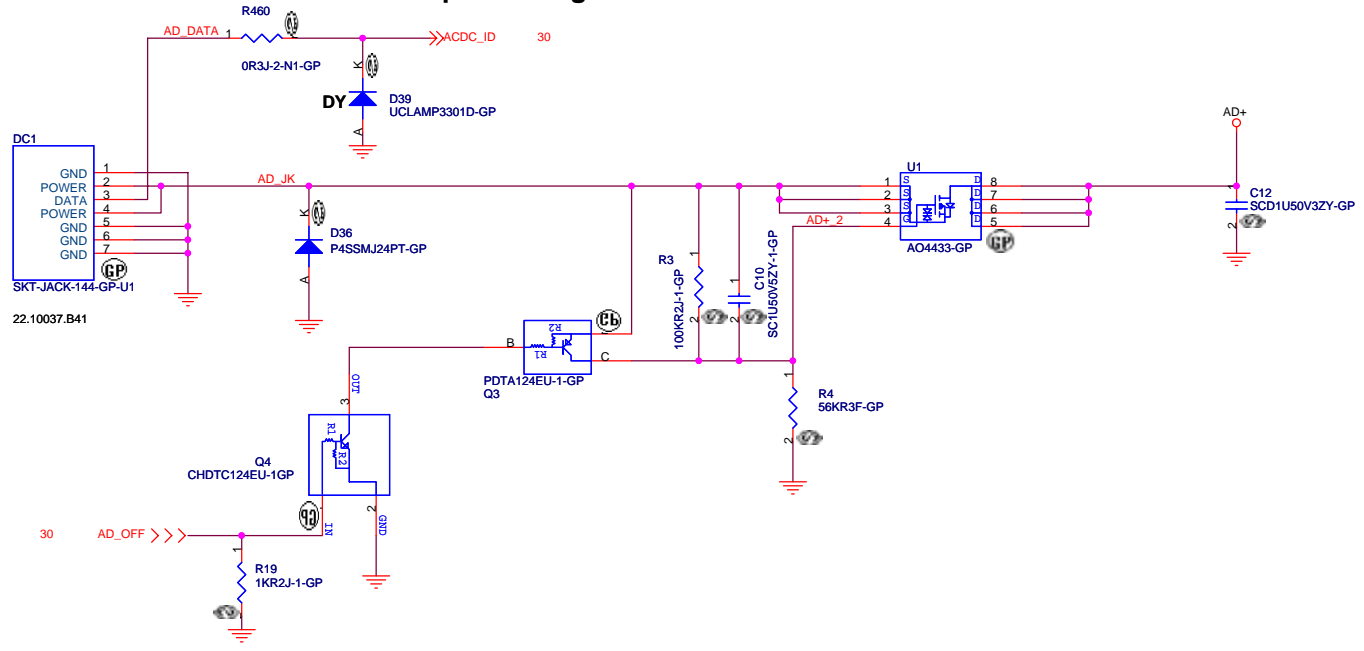 R460
AD_DATA 1
ACDC_ID 30
0R3J-2-N1-GP
K
DY
D39
UCLAMP3301D-GP
A
DC1
GND 1
POWER 2
DATA 3
POWER 4
GND 5
GND 6
GND 7
GP
SKT-JACK-144-GP-U1
22.10037.B41
AD_JK
K
D36
P4SSMJ24PT-GP
A
U1
1 S D 8
2 S D 7
3 S D 6
4 G D 5
AD+_2
AO4433-GP
GP
AD+
1
C12
SCD1U50V3ZY-GP
2
R3
100KR2J-1-GP
1
2
C10
SC1U50V5ZY-1-GP
1
2
R2
R1
B
C
PDTA124EU-1-GP
Q3
1
R4
56KR3F-GP
2
OUT
3
R1
R2
Q4
CHDTC124EU-1GP
GP
1
IN
2
GND
30 AD_OFF
1
R19
1KR2J-1-GP
2